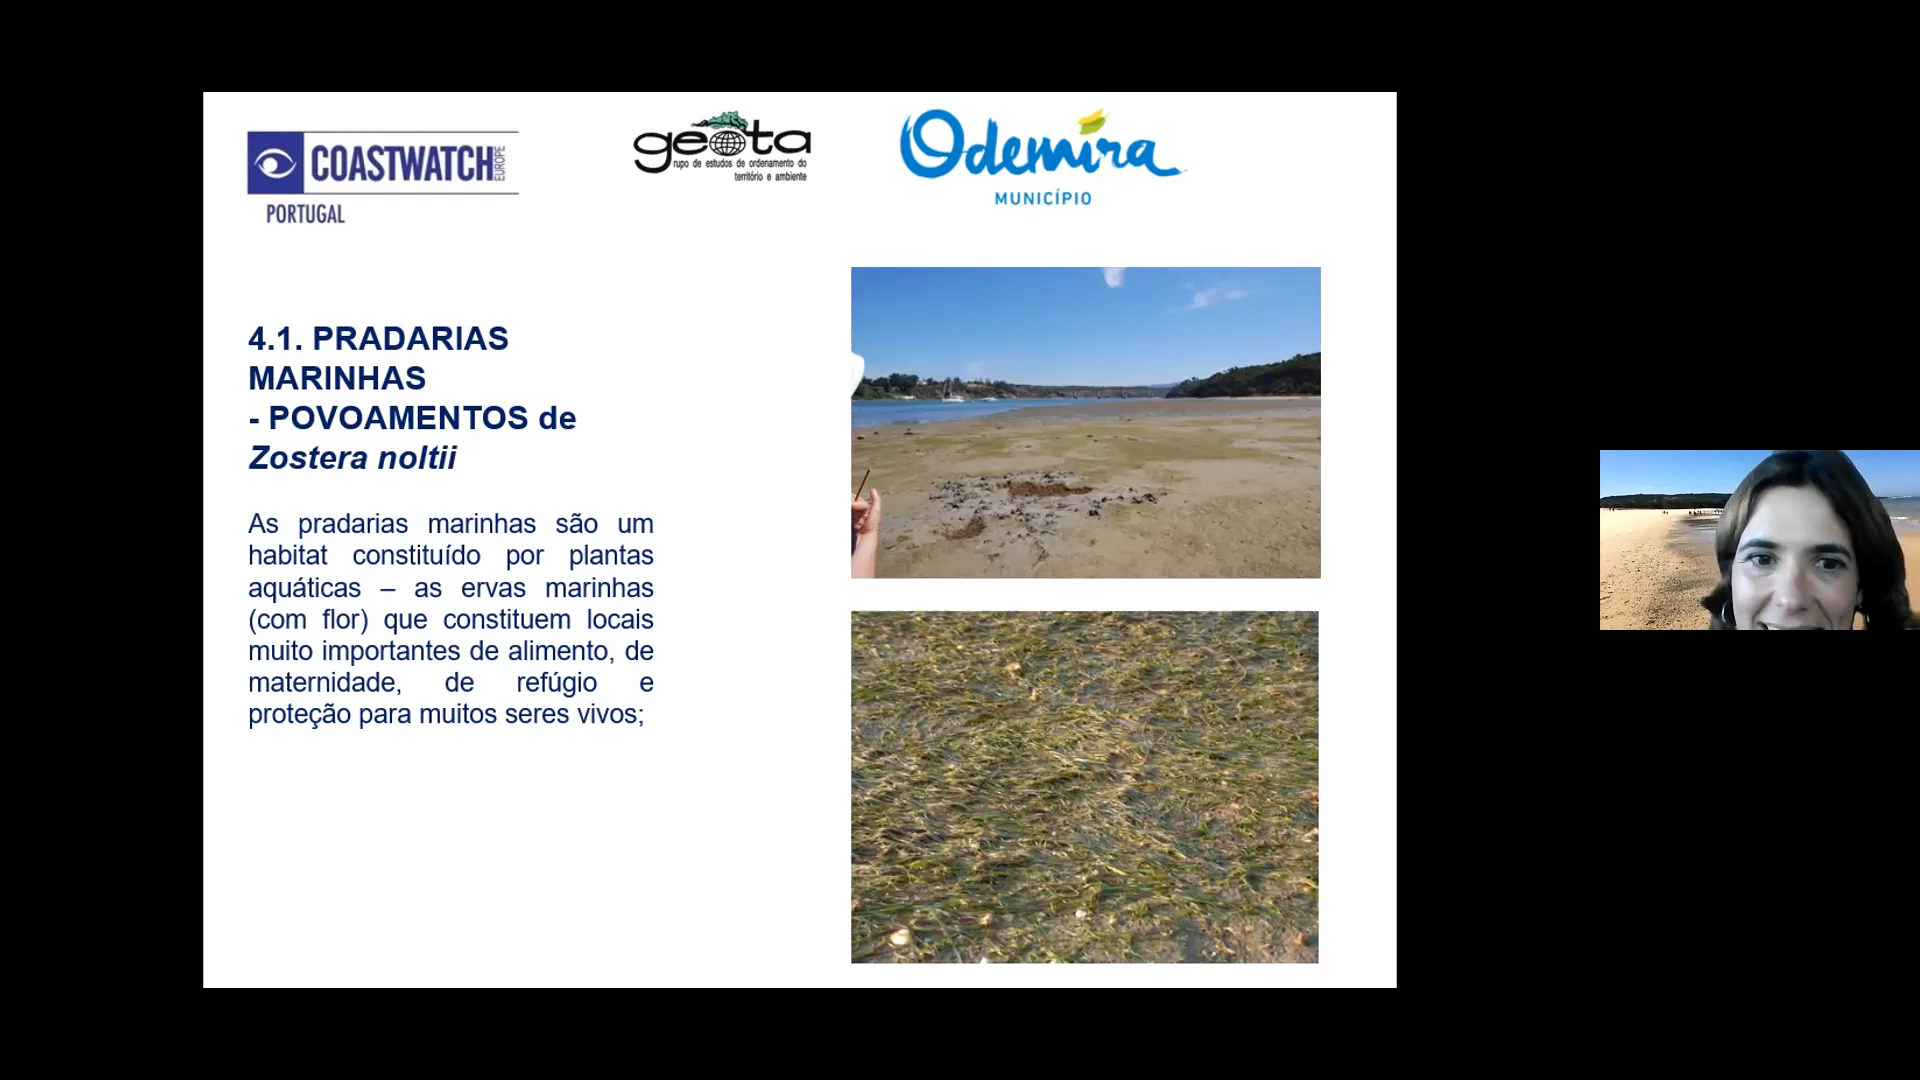 COASTWATCH
EUROPE
PORTUGAL
geota
rupo de estudos de ordenamento do
território e ambiente
Odemira
MUNICÍPIO
4.1. PRADARIAS
MARINHAS
- POVOAMENTOS de
Zostera noltii
As pradarias marinhas são um
habitat constituído por plantas
aquáticas – as ervas marinhas
(com flor) que constituem locais
muito importantes de alimento, de
maternidade, de refúgio e
proteção para muitos seres vivos;